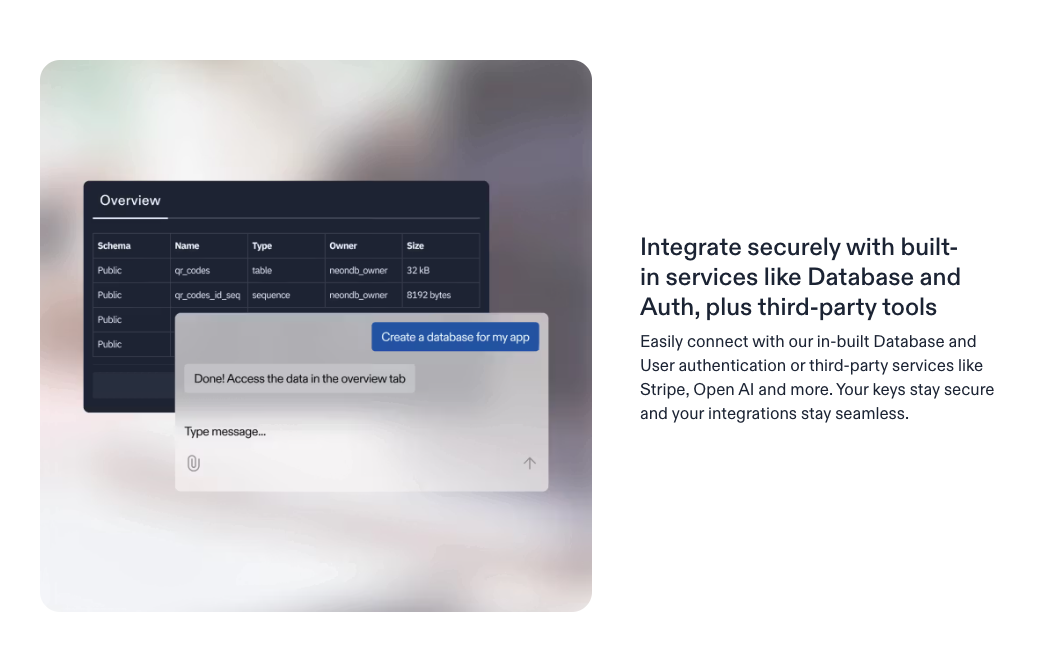 Overview
Schema Name Type Owner Size
Public qr_codes table neondb_owner 32 kB
Public qr_codes_id_seq sequence neondb_owner 8192 bytes
Public
Public
Create a database for my app
Done! Access the data in the overview tab
Type message...
Integrate securely with built-
in services like Database and
Auth, plus third-party tools
Easily connect with our in-built Database and
User authentication or third-party services like
Stripe, Open AI and more. Your keys stay secure
and your integrations stay seamless.